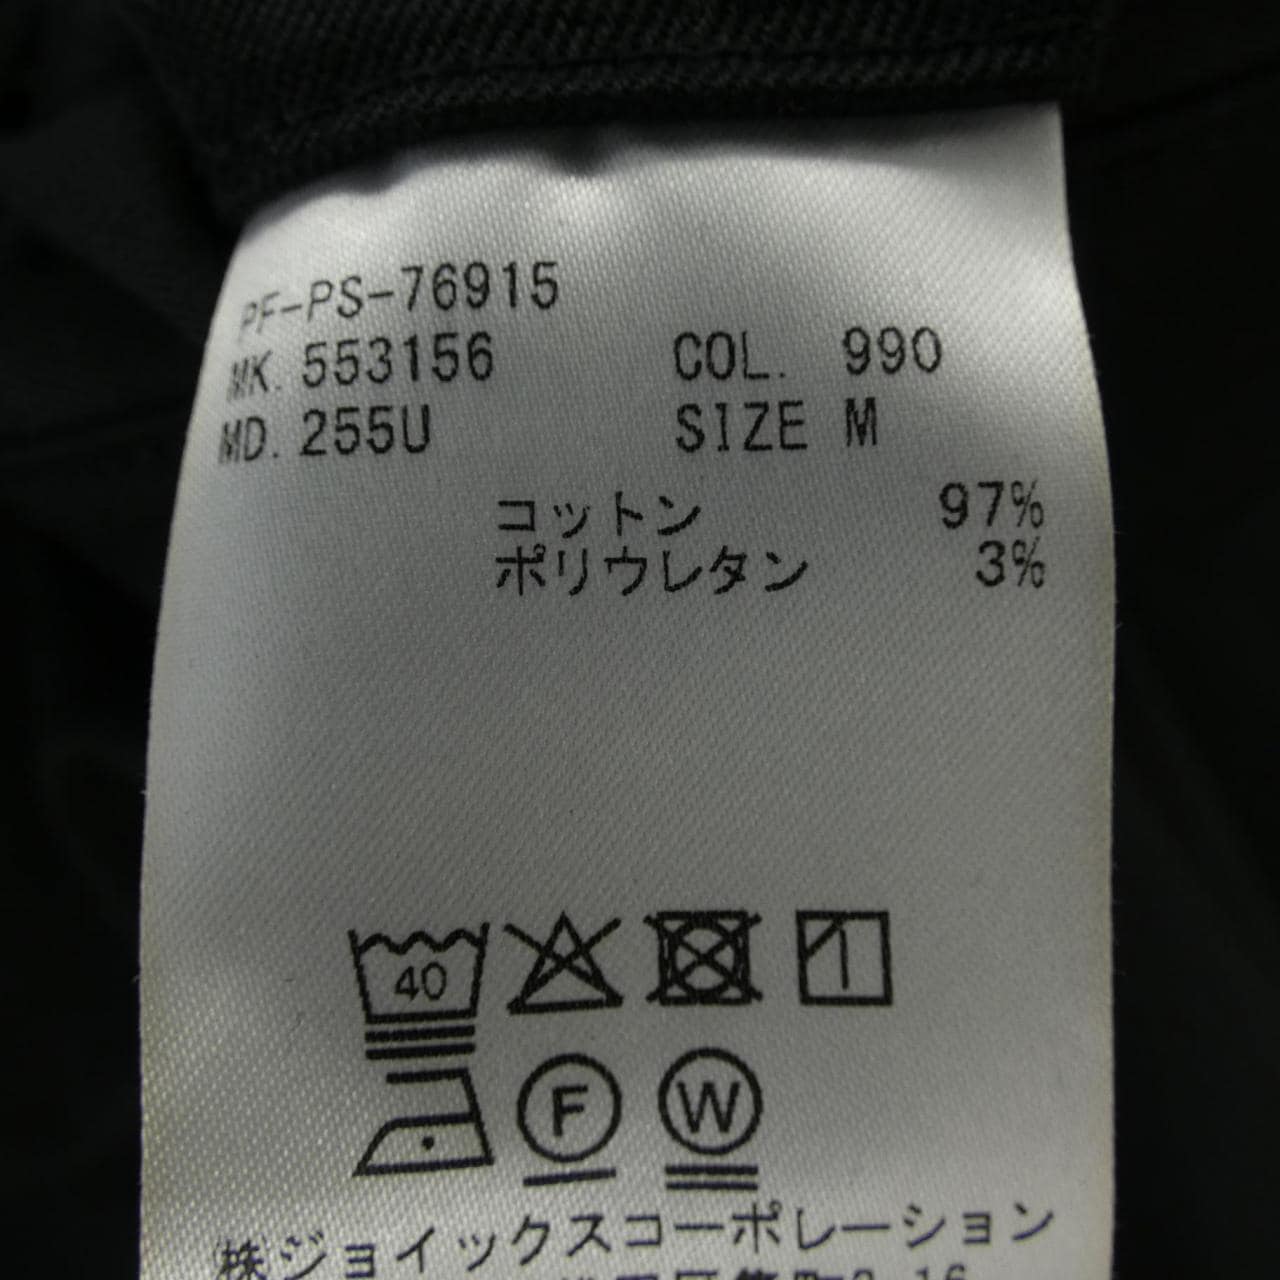 PF-PS-76915
MK. 553156 COL. 990
MD. 255U SIZE M
コットン 97%
ポリウレタン 3%
40
F W
㈱ジョイックスコーポレーション